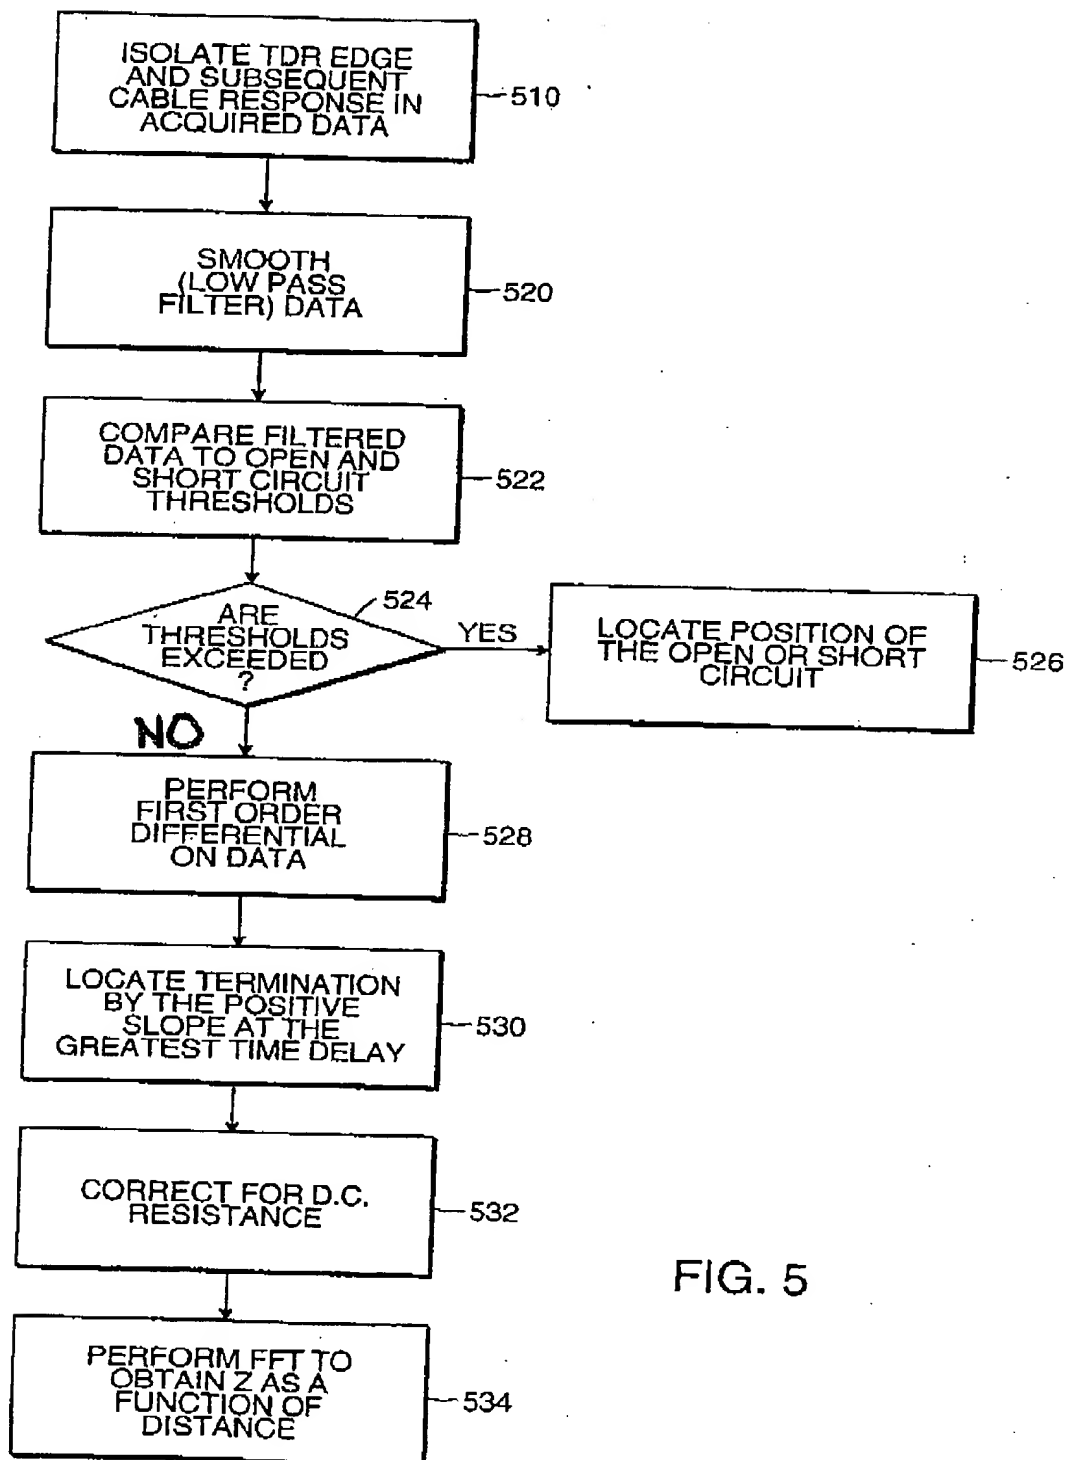 ISOLATE TDR EDGE
AND SUBSEQUENT
CABLE RESPONSE IN
ACQUIRED DATA
510
SMOOTH
(LOW PASS
FILTER) DATA
520
COMPARE FILTERED
DATA TO OPEN AND
SHORT CIRCUIT
THRESHOLDS
522
ARE
THRESHOLDS
EXCEEDED
?
524
YES
LOCATE POSITION OF
THE OPEN OR SHORT
CIRCUIT
526
NO
PERFORM
FIRST ORDER
DIFFERENTIAL
ON DATA
528
LOCATE TERMINATION
BY THE POSITIVE
SLOPE AT THE
GREATEST TIME DELAY
530
CORRECT FOR D.C.
RESISTANCE
532
PERFORM FFT TO
OBTAIN Z AS A
FUNCTION OF
DISTANCE
534
FIG. 5